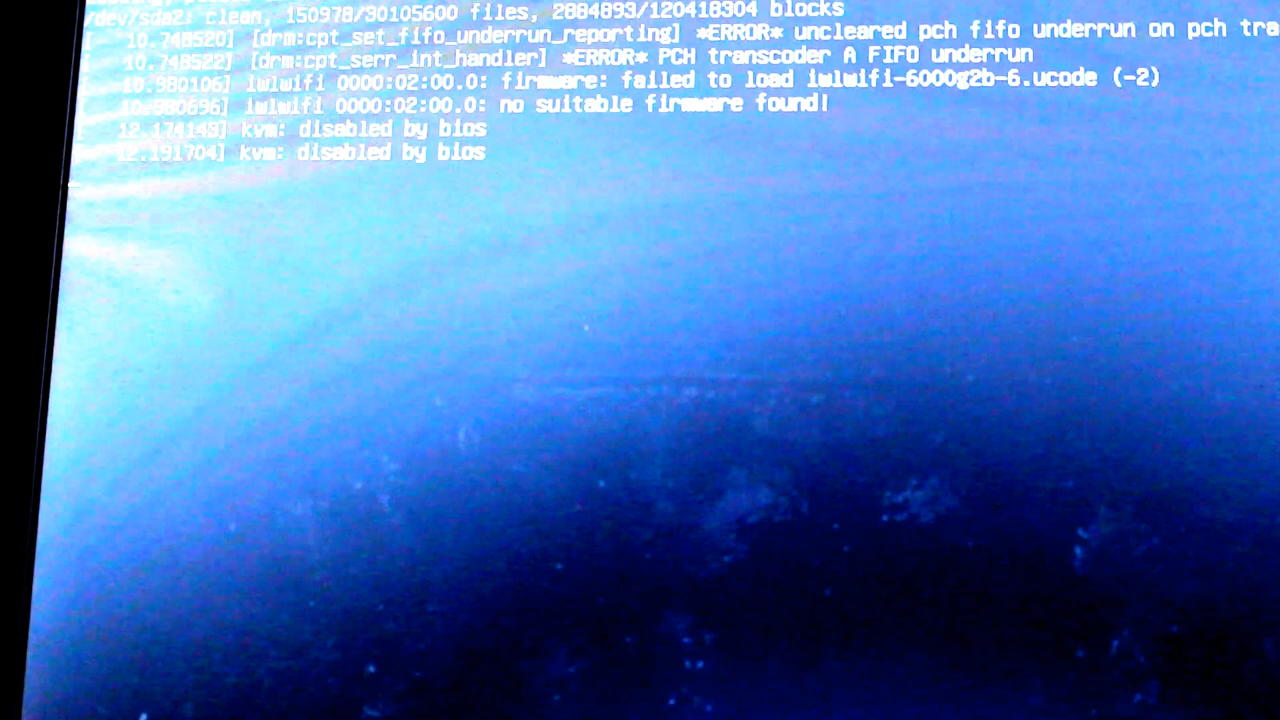 /dev/sda2: clean, 150978/30105600 files, 2884893/120418304 blocks
[   10.748520] [drm:cpt_set_fifo_underrun_reporting] *ERROR* uncleared pch fifo underrun on pch tra
[   10.748522] [drm:cpt_serr_int_handler] *ERROR* PCH transcoder A FIFO underrun
[   10.980106] iwlwifi 0000:02:00.0: firmware: failed to load iwlwifi-6000g2b-6.ucode (-2)
[   10.980696] iwlwifi 0000:02:00.0: no suitable firmware found!
[   12.174143] kvm: disabled by bios
[   12.191704] kvm: disabled by bios